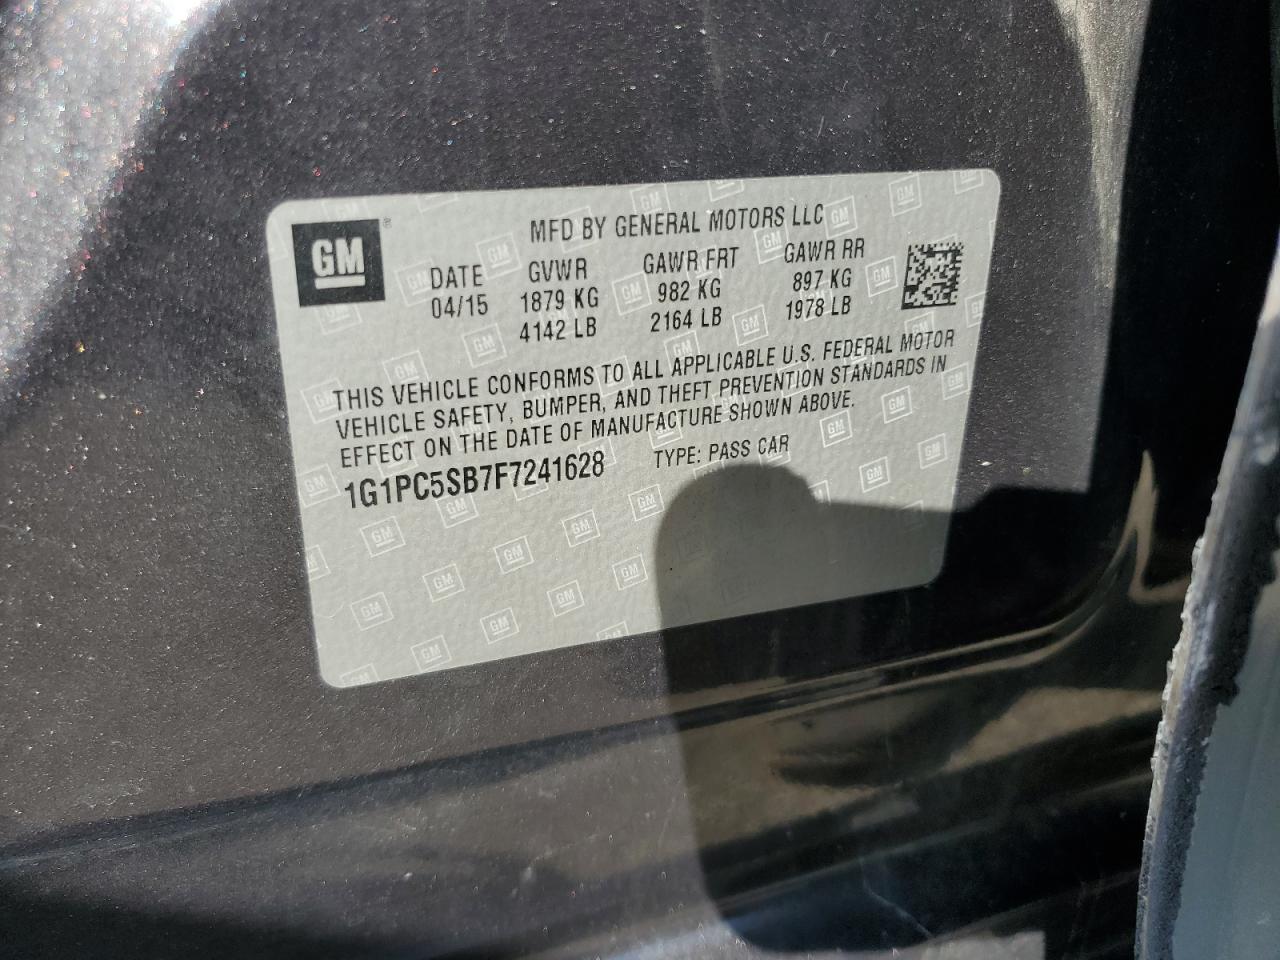 GM
MFD BY GENERAL MOTORS LLC
DATE GVWR GAWR FRT GAWR RR
04/15 1879 KG 982 KG 897 KG
4142 LB 2164 LB 1978 LB
THIS VEHICLE CONFORMS TO ALL APPLICABLE U.S. FEDERAL MOTOR
VEHICLE SAFETY, BUMPER, AND THEFT PREVENTION STANDARDS IN
EFFECT ON THE DATE OF MANUFACTURE SHOWN ABOVE.
1G1PC5SB7F7241628 TYPE: PASS CAR